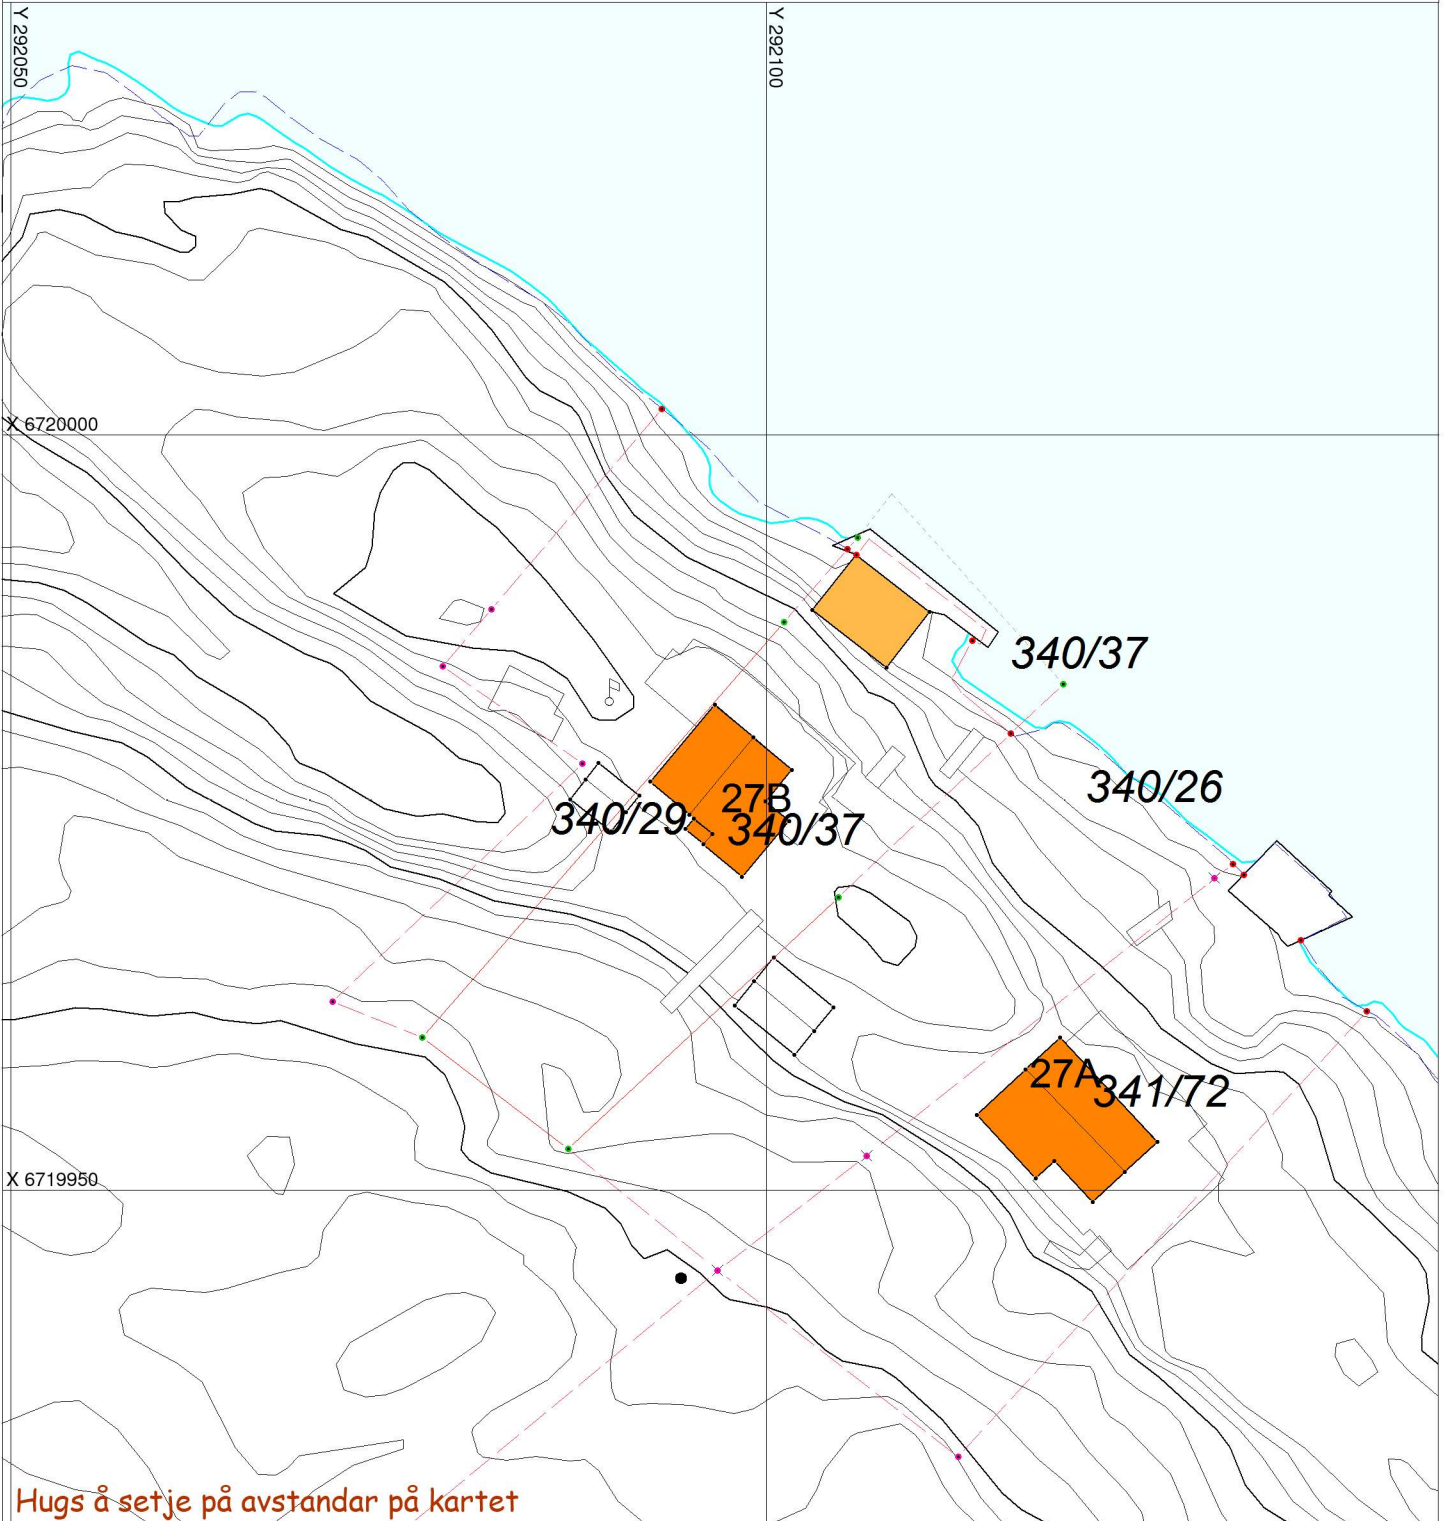 Y 292050
Y 292100
X 6720000
340/37
340/26
27B
340/29
340/37
27A
341/72
X 6719950
Hugs å setje på avstandar på kartet